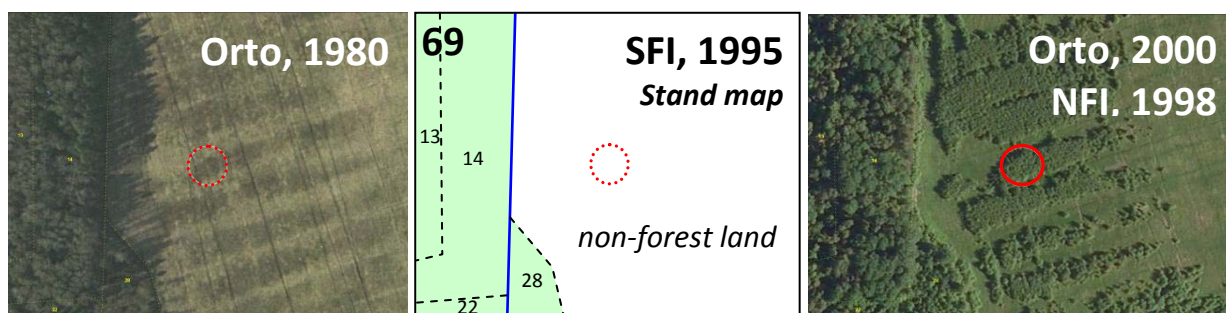 Orto, 1980
69
SFI, 1995
Stand map
13
14
non-forest land
28
22
Orto, 2000
NFI, 1998